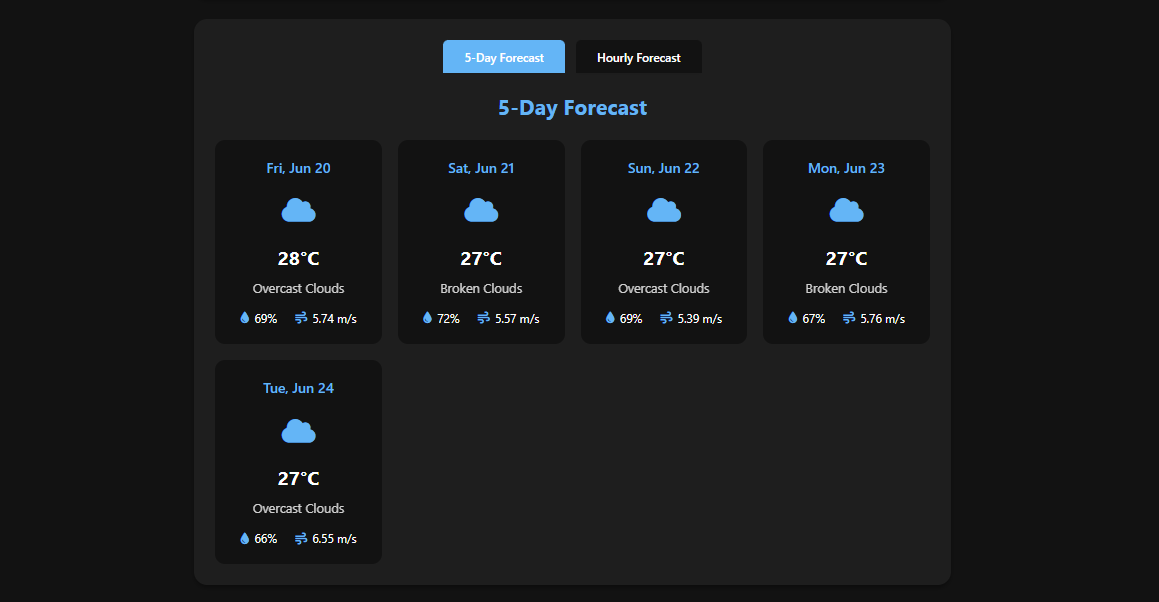 5-Day Forecast
Hourly Forecast
5-Day Forecast
Fri, Jun 20
28°C
Overcast Clouds
69% 5.74 m/s
Sat, Jun 21
27°C
Broken Clouds
72% 5.57 m/s
Sun, Jun 22
27°C
Overcast Clouds
69% 5.39 m/s
Mon, Jun 23
27°C
Broken Clouds
67% 5.76 m/s
Tue, Jun 24
27°C
Overcast Clouds
66% 6.55 m/s